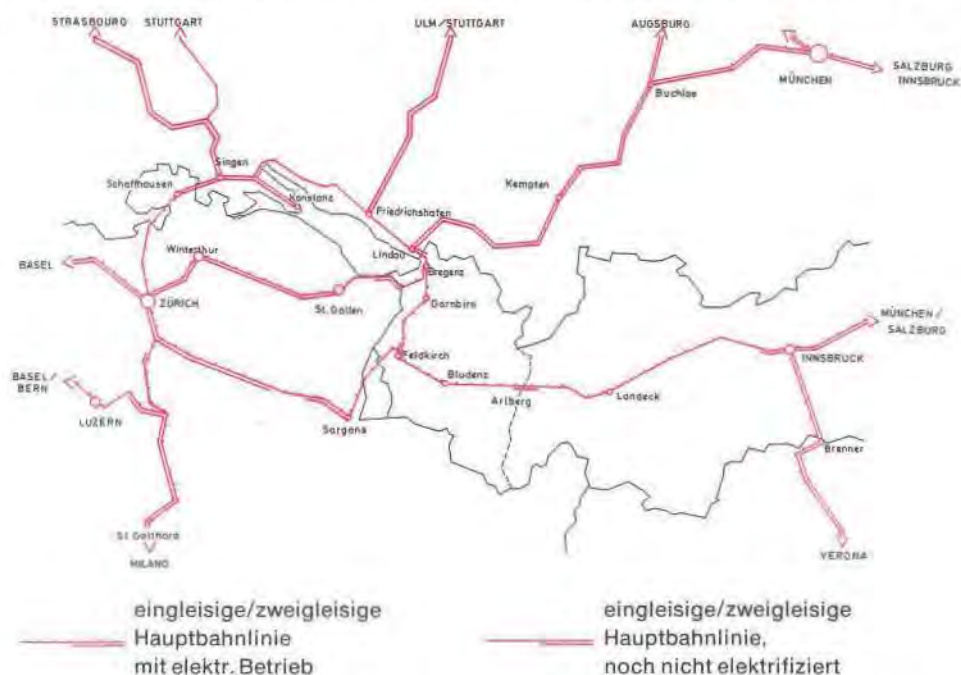 STRASBOURG STUTTGART ULM/STUTTGART AUGSBURG
MÜNCHEN
SALZBURG
INNSBRUCK
Buchloe
Singen
Schaffhausen
Konstanz
Friedrichshafen
Kempten
Lindau
Bregenz
Winterthur
BASEL
ZÜRICH
St. Gallen
Dornbirn
MÜNCHEN/
SALZBURG
Feldkirch
INNSBRUCK
BASEL/
BERN
LUZERN
Bludenz
Arlberg
Landeck
Sargans
Brenner
St. Gotthard
MILANO
VERONA
eingleisige/zweigleisige
Hauptbahnlinie
mit elektr. Betrieb
eingleisige/zweigleisige
Hauptbahnlinie,
noch nicht elektrifiziert